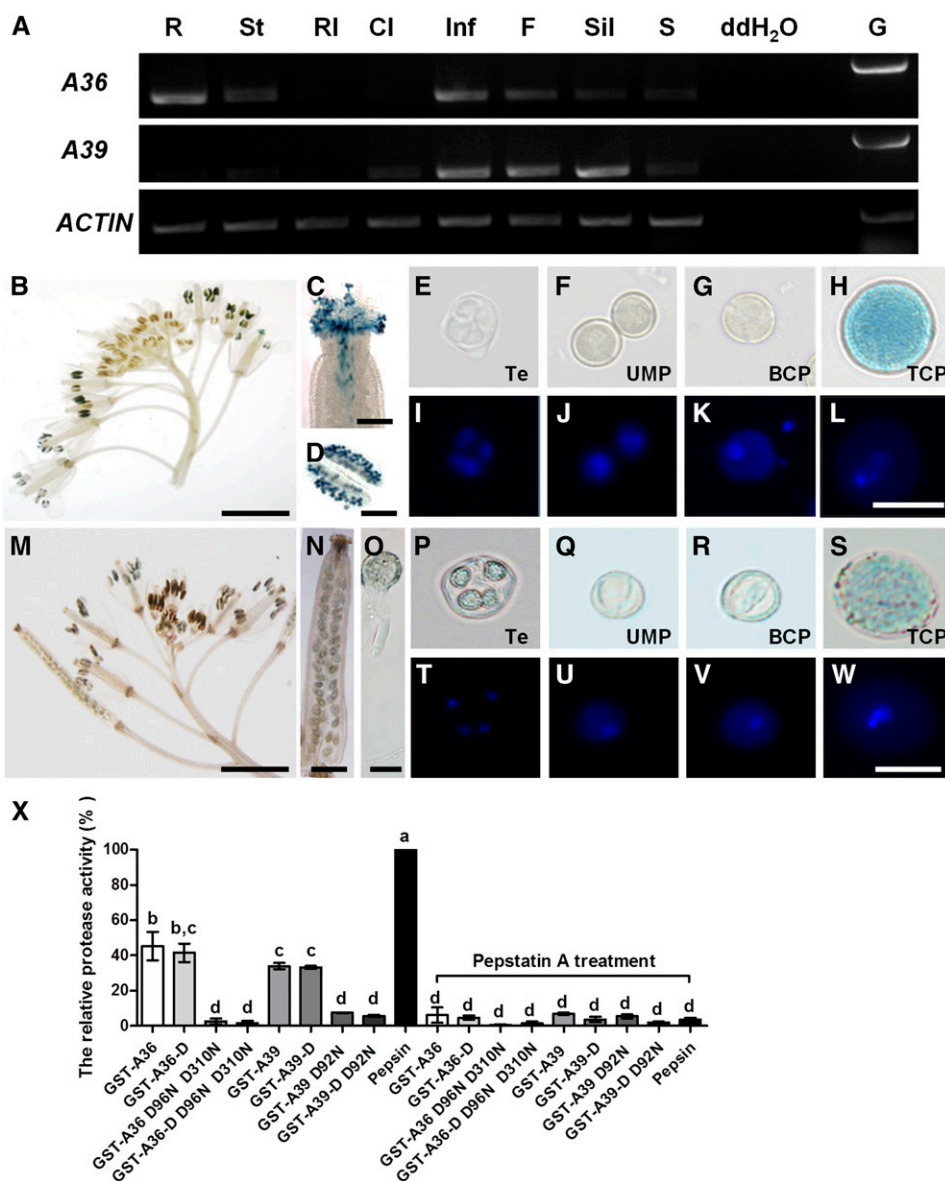 A
R St Rl Cl Inf F Sil S ddH₂O G
A36
A39
ACTIN
B C D E F G H
Te UMP BCP TCP
I J K L
M N O P Q R S
Te UMP BCP TCP
T U V W
X
The relative protease activity (%)
100
80
60
40
20
0
b b,c d d c c d d a d d d d d d d d d
Pepstatin A treatment
GST-A36
GST-A36-D
GST-A36 D96N D310N
GST-A36-D D96N D310N
GST-A39
GST-A39-D
GST-A39 D92N
GST-A39-D D92N
Pepsin
GST-A36
GST-A36-D
GST-A36 D96N D310N
GST-A36-D D96N D310N
GST-A39
GST-A39-D
GST-A39 D92N
GST-A39-D D92N
Pepsin